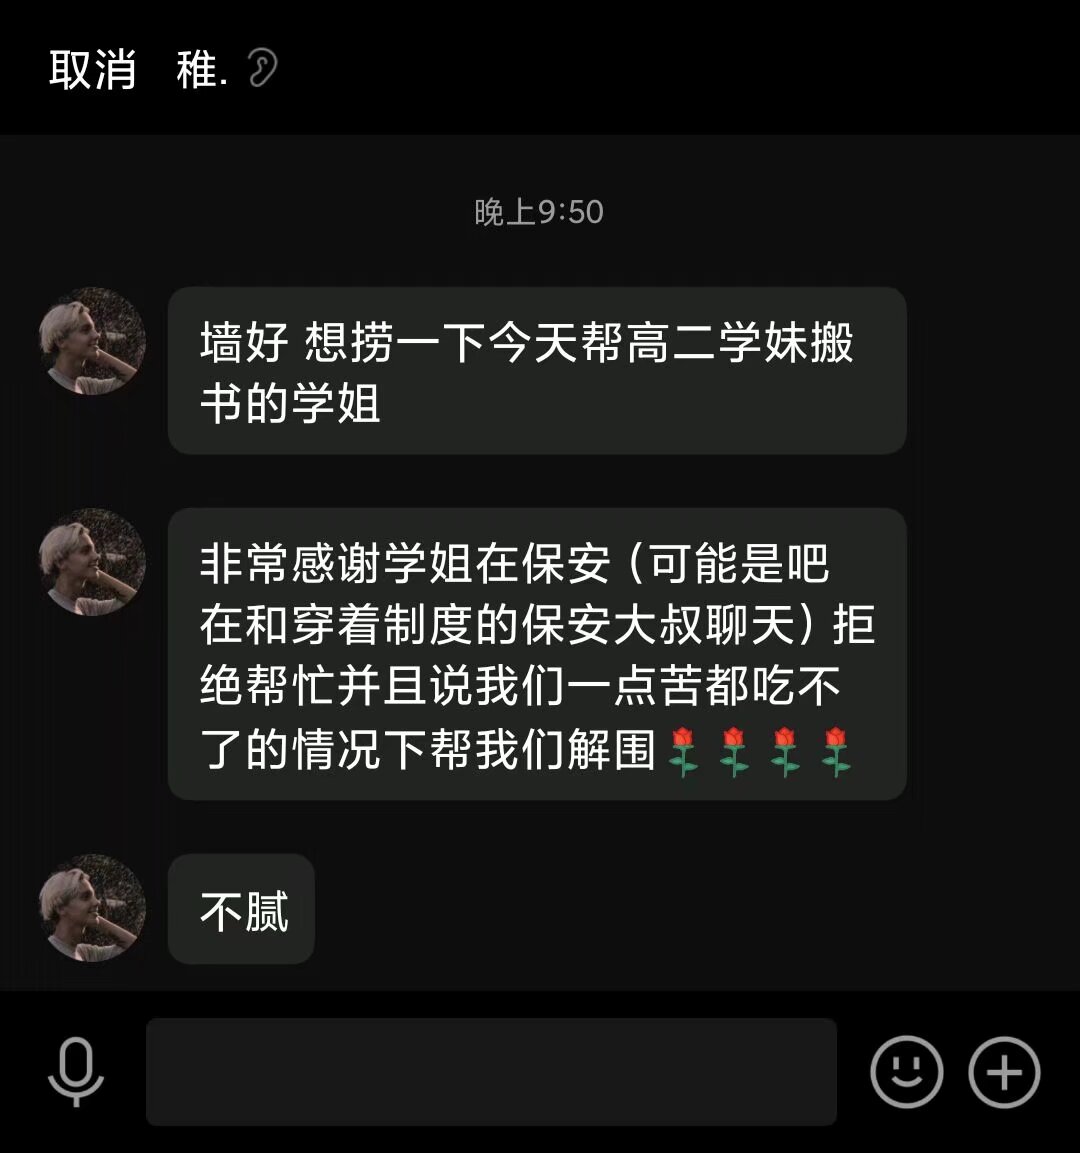 取消 稚.
晚上9:50
墙好 想捞一下今天帮高二学妹搬
书的学姐
非常感谢学姐在保安（可能是吧
在和穿着制度的保安大叔聊天）拒
绝帮忙并且说我们一点苦都吃不
了的情况下帮我们解围🌹🌹🌹🌹
不腻